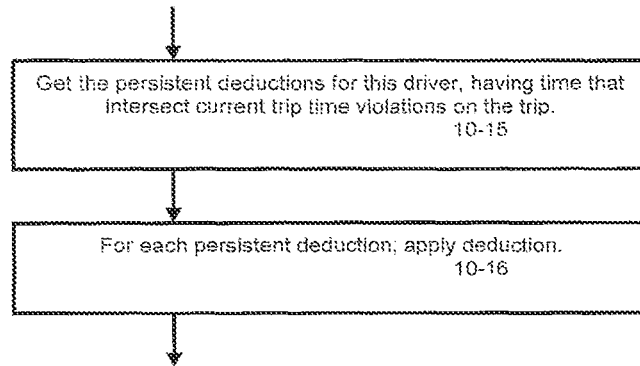 Get the persistent deductions for this driver, having time that
intersect current trip time violations on the trip.
10-15
For each persistent deduction; apply deduction.
10-16